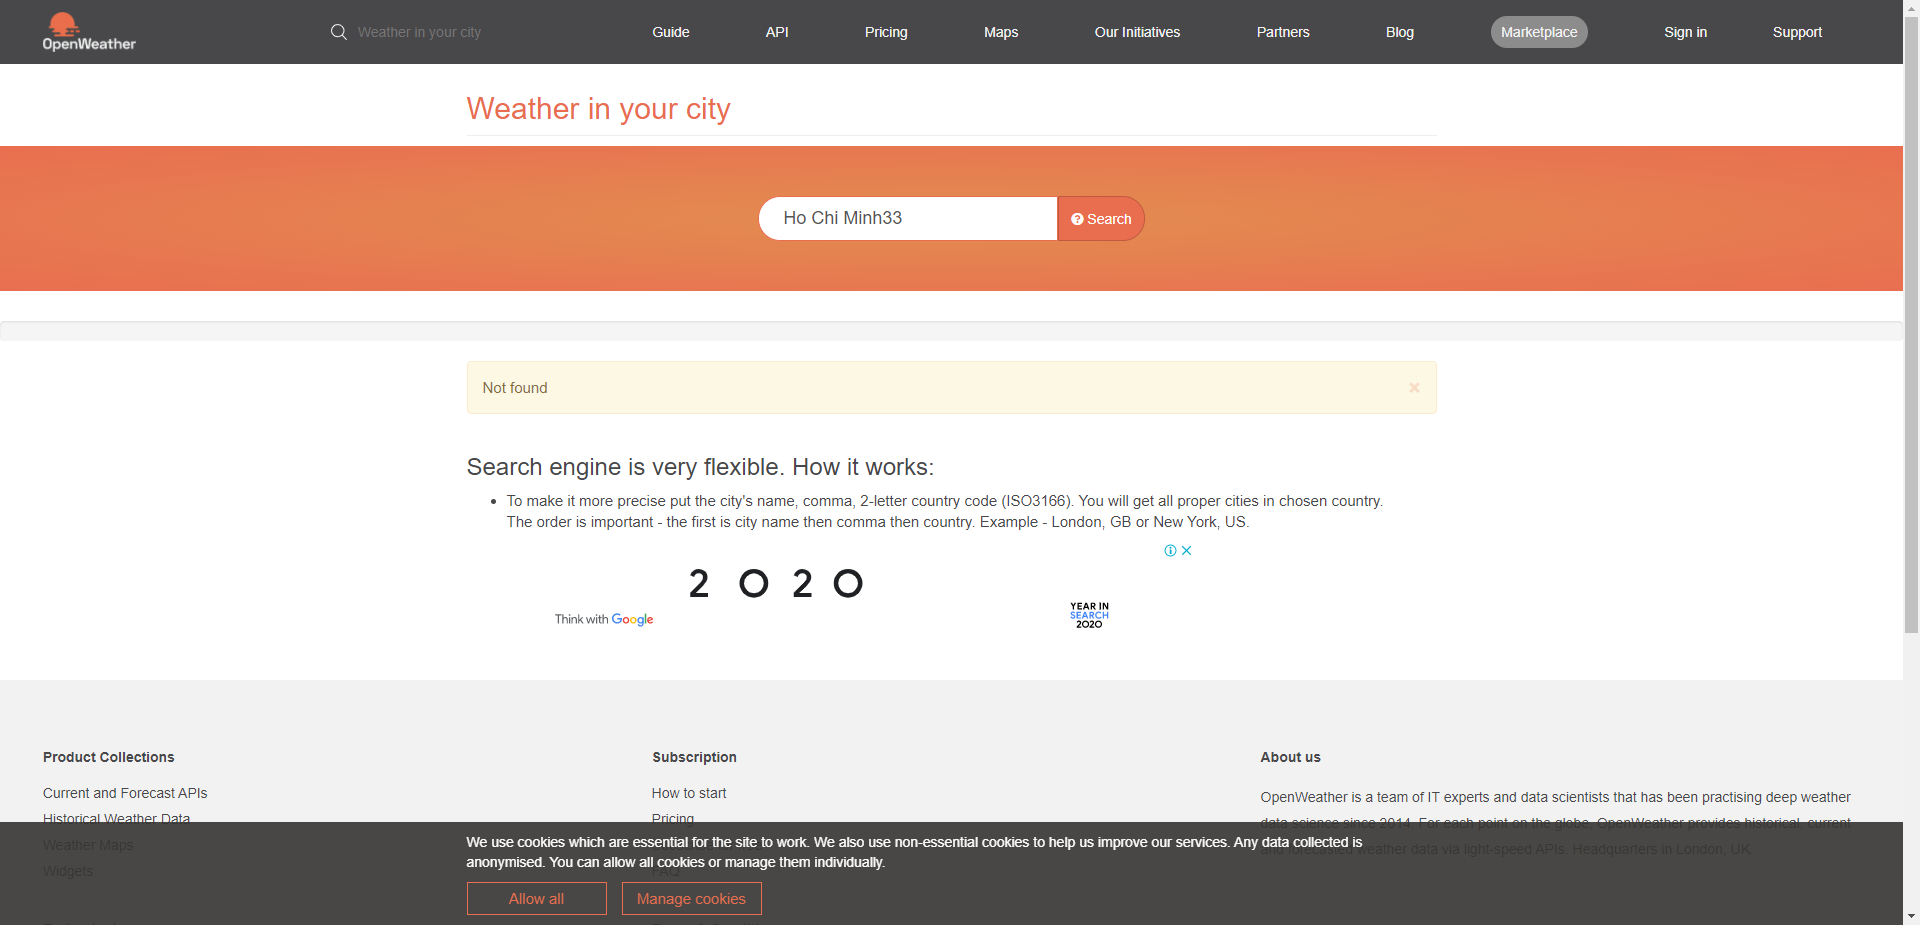 OpenWeather
Weather in your city
Guide
API
Pricing
Maps
Our Initiatives
Partners
Blog
Marketplace
Sign in
Support
Weather in your city
Ho Chi Minh33
Search
Not found
Search engine is very flexible. How it works:
To make it more precise put the city's name, comma, 2-letter country code (ISO3166). You will get all proper cities in chosen country.
The order is important - the first is city name then comma then country. Example - London, GB or New York, US.
2 0 2 0
Think with Google
YEAR IN
SEARCH
2020
Product Collections
Current and Forecast APIs
Historical Weather Data
Weather Maps
Widgets
Subscription
How to start
Pricing
FAQ
About us
OpenWeather is a team of IT experts and data scientists that has been practising deep weather
data science since 2014. For each point on the globe, OpenWeather provides historical, current
and forecasted weather data via light-speed APIs. Headquarters in London, UK.
We use cookies which are essential for the site to work. We also use non-essential cookies to help us improve our services. Any data collected is
anonymised. You can allow all cookies or manage them individually.
Allow all
Manage cookies